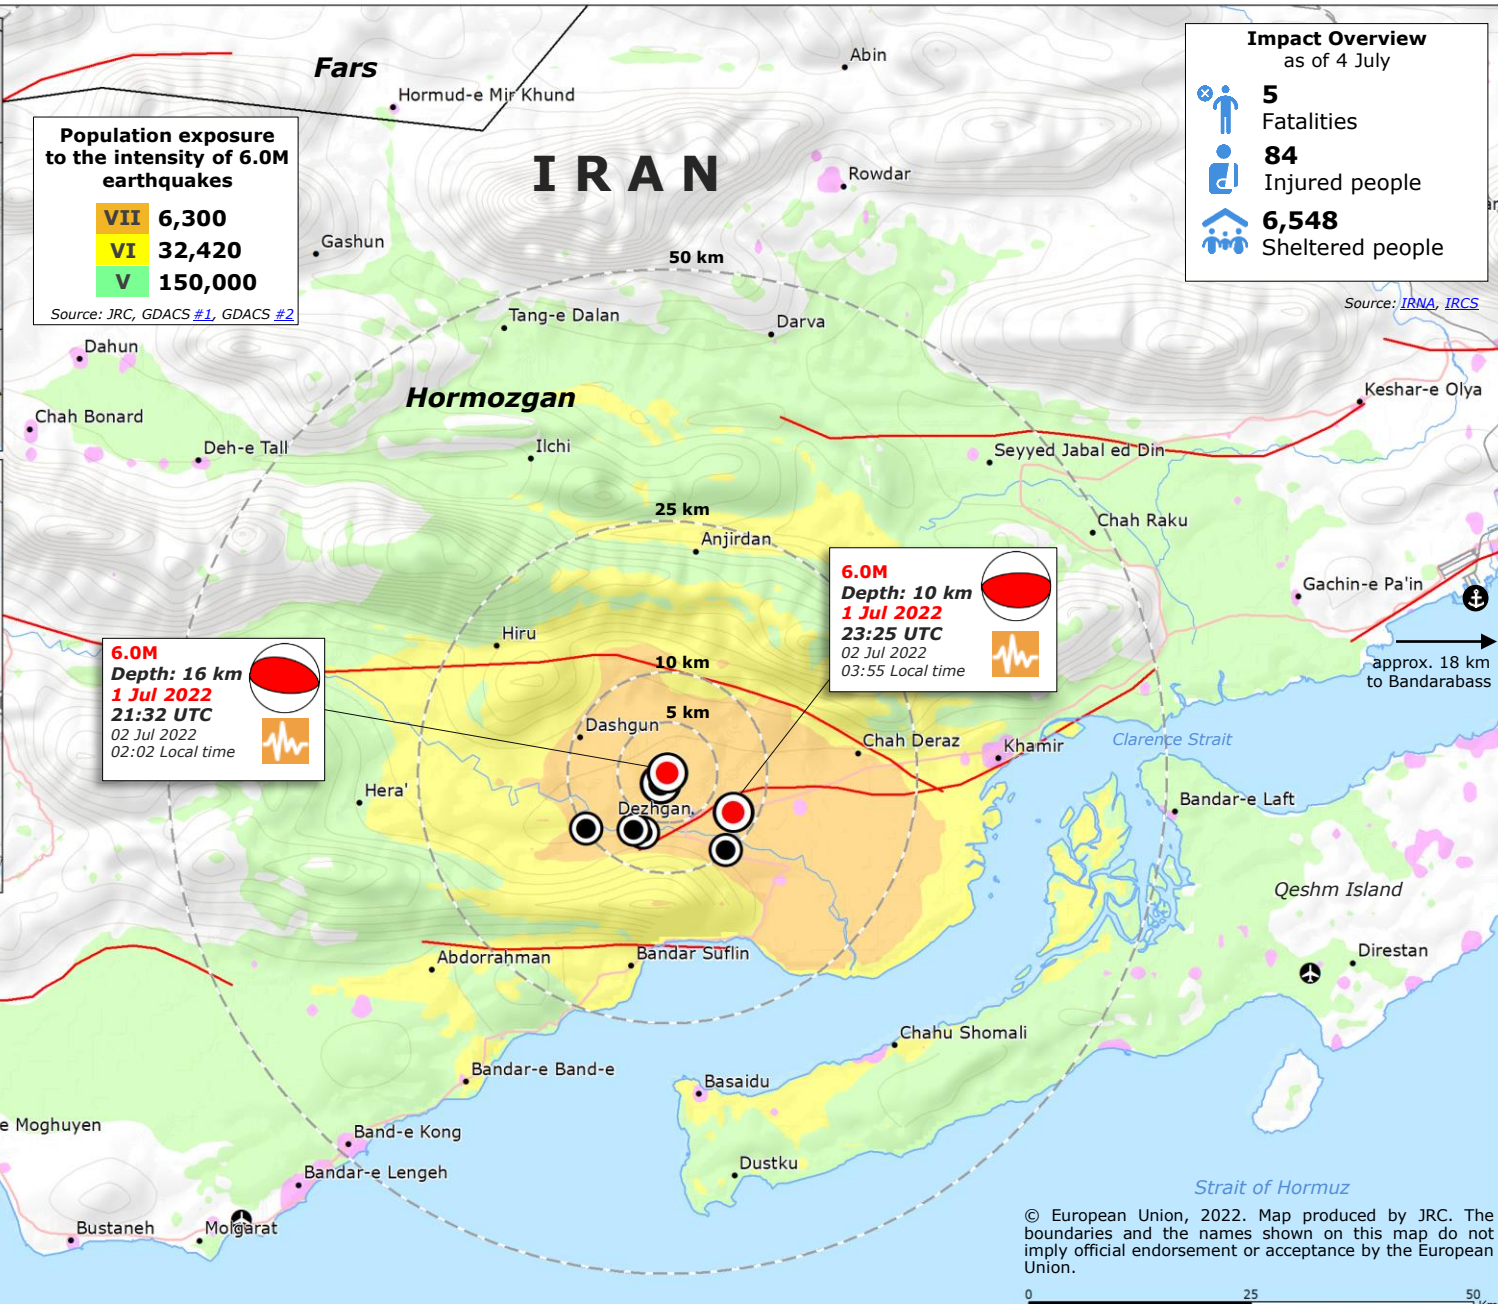 Fars
Abin
Hormud-e Mir Khund
Impact Overview
as of 4 July
5
Fatalities
84
Injured people
6,548
Sheltered people
Source: IRNA, IRCS
Population exposure
to the intensity of 6.0M
earthquakes
VII 6,300
VI 32,420
V 150,000
Source: JRC, GDACS #1, GDACS #2
IRAN
Rowdar
Gashun
50 km
Tang-e Dalan
Darva
Dahun
Keshar-e Olya
Hormozgan
Chah Bonard
Deh-e Tall
Ilchi
Seyyed Jabal ed Din
25 km
Chah Raku
Anjirdan
6.0M
Depth: 10 km
1 Jul 2022
23:25 UTC
02 Jul 2022
03:55 Local time
Gachin-e Pa'in
Hiru
6.0M
Depth: 16 km
1 Jul 2022
21:32 UTC
02 Jul 2022
02:02 Local time
10 km
approx. 18 km
to Bandarabass
5 km
Dashgun
Chah Deraz
Khamir
Clarence Strait
Hera'
Dezhgan
Bandar-e Laft
Qeshm Island
Abdorrahman
Bandar Suflin
Direstan
Chahu Shomali
Bandar-e Band-e
Basaidu
e Moghuyen
Band-e Kong
Bandar-e Lengeh
Dustku
Strait of Hormuz
Bustaneh
Molgarat
© European Union, 2022. Map produced by JRC. The
boundaries and the names shown on this map do not
imply official endorsement or acceptance by the European
Union.
0 25 50
Km